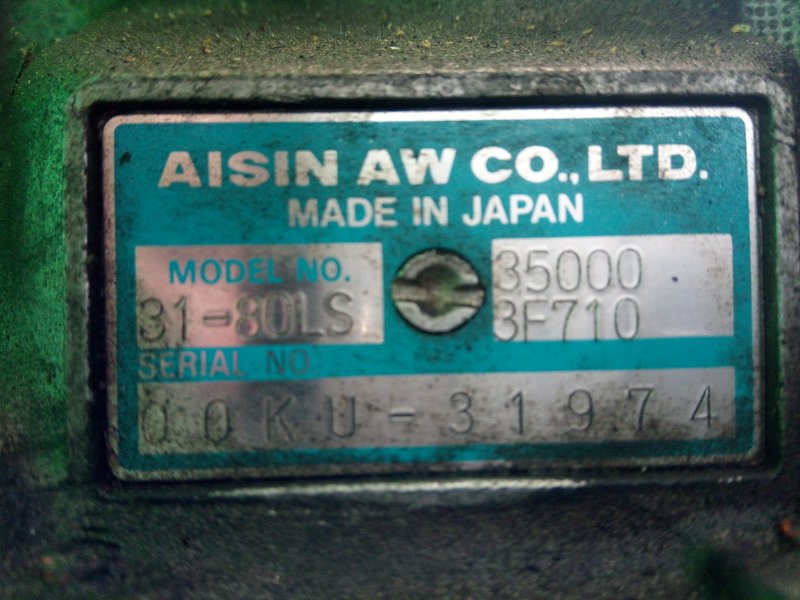 AISIN AW CO., LTD.
MADE IN JAPAN
MODEL NO.
31-80LS
35000
3F710
SERIAL NO
00KU-31974